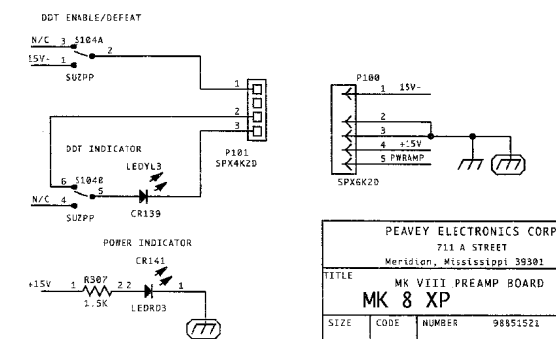 DDT ENABLE/DEFEAT
N/C 3 S104A
2
15V- 1
SUZPP
1
2
3
P101
SPX4K2D
P100
1 15V-
2
3
4 +15V
5 PWRAMP
SPX6K2D
DDT INDICATOR
LEDYL3
6 S104B
5
N/C 4
SUZPP
CR139
POWER INDICATOR
CR141
+15V 1 R307 2 2 1
1.5K
LEDRD3
PEAVEY ELECTRONICS CORP
711 A STREET
Meridian, Mississippi 39301
TITLE
MK VIII PREAMP BOARD
MK 8 XP
SIZE CODE NUMBER 98851521